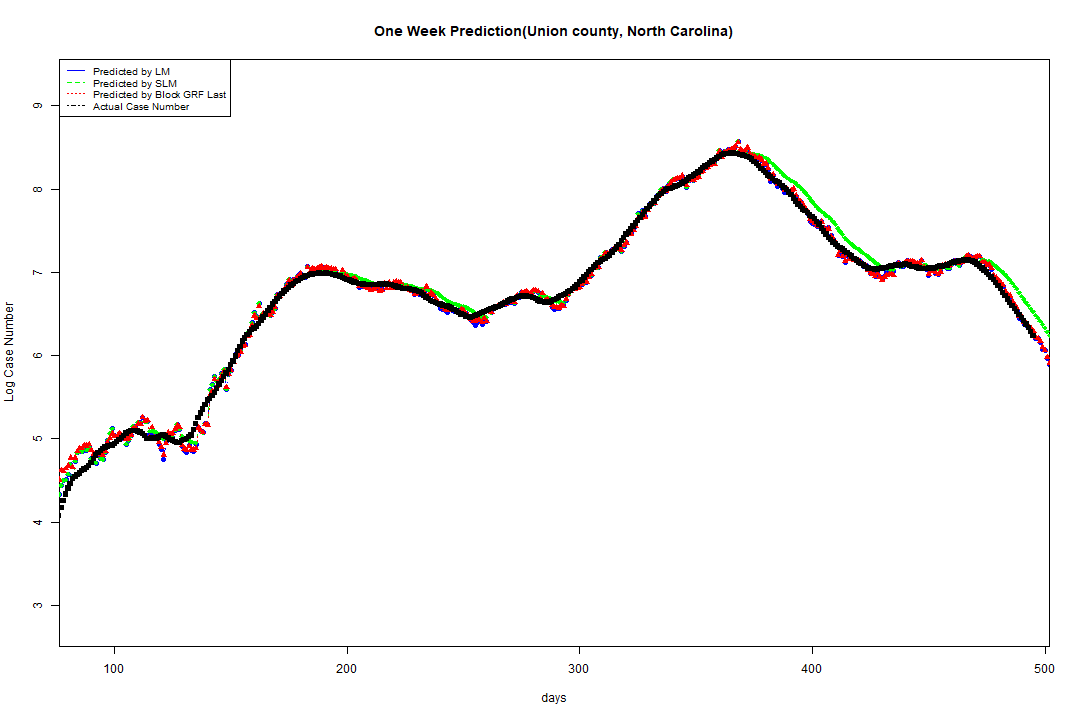 One Week Prediction(Union county, North Carolina)
Predicted by LM
Predicted by SLM
Predicted by Block GRF Last
Actual Case Number
9
8
7
6
5
4
3
Log Case Number
100 200 300 400 500
days